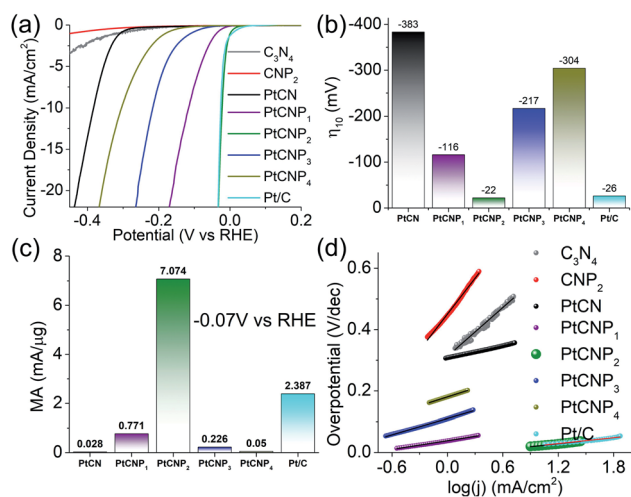 (a)
Current Density (mA/cm²)
0
-5
-10
-15
-20
C₃N₄
CNP₂
PtCN
PtCNP₁
PtCNP₂
PtCNP₃
PtCNP₄
Pt/C
-0.4 -0.2 0.0 0.2
Potential (V vs RHE)
(b)
η₁₀ (mV)
-400
-300
-200
-100
0
-383
-116
-22
-217
-304
-26
PtCN PtCNP₁ PtCNP₂ PtCNP₃ PtCNP₄ Pt/C
(c)
MA (mA/μg)
8
6
4
2
0
7.074
-0.07V vs RHE
2.387
0.771
0.028
0.226
0.05
PtCN PtCNP₁ PtCNP₂ PtCNP₃ PtCNP₄ Pt/C
(d)
Overpotential (V/dec)
0.6
0.4
0.2
0.0
C₃N₄
CNP₂
PtCN
PtCNP₁
PtCNP₂
PtCNP₃
PtCNP₄
Pt/C
-0.6 0.0 0.6 1.2 1.8
log(j) (mA/cm²)